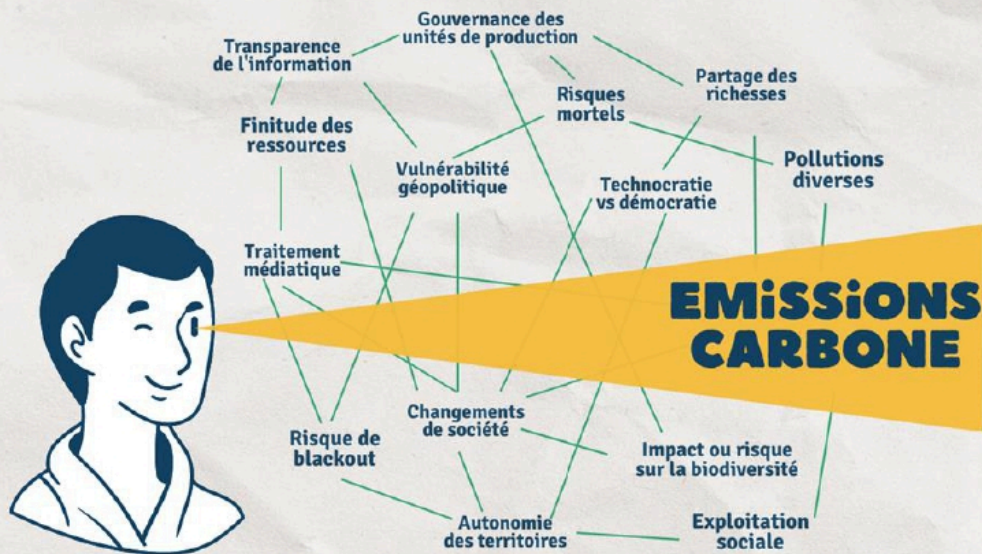 Gouvernance des
unités de production
Transparence
de l'information
Partage des
richesses
Risques
mortels
Finitude des
ressources
Pollutions
diverses
Vulnérabilité
géopolitique
Technocratie
vs démocratie
Traitement
médiatique
EMiSSiONS
CARBONE
Changements
de société
Risque de
blackout
Impact ou risque
sur la biodiversité
Autonomie
des territoires
Exploitation
sociale